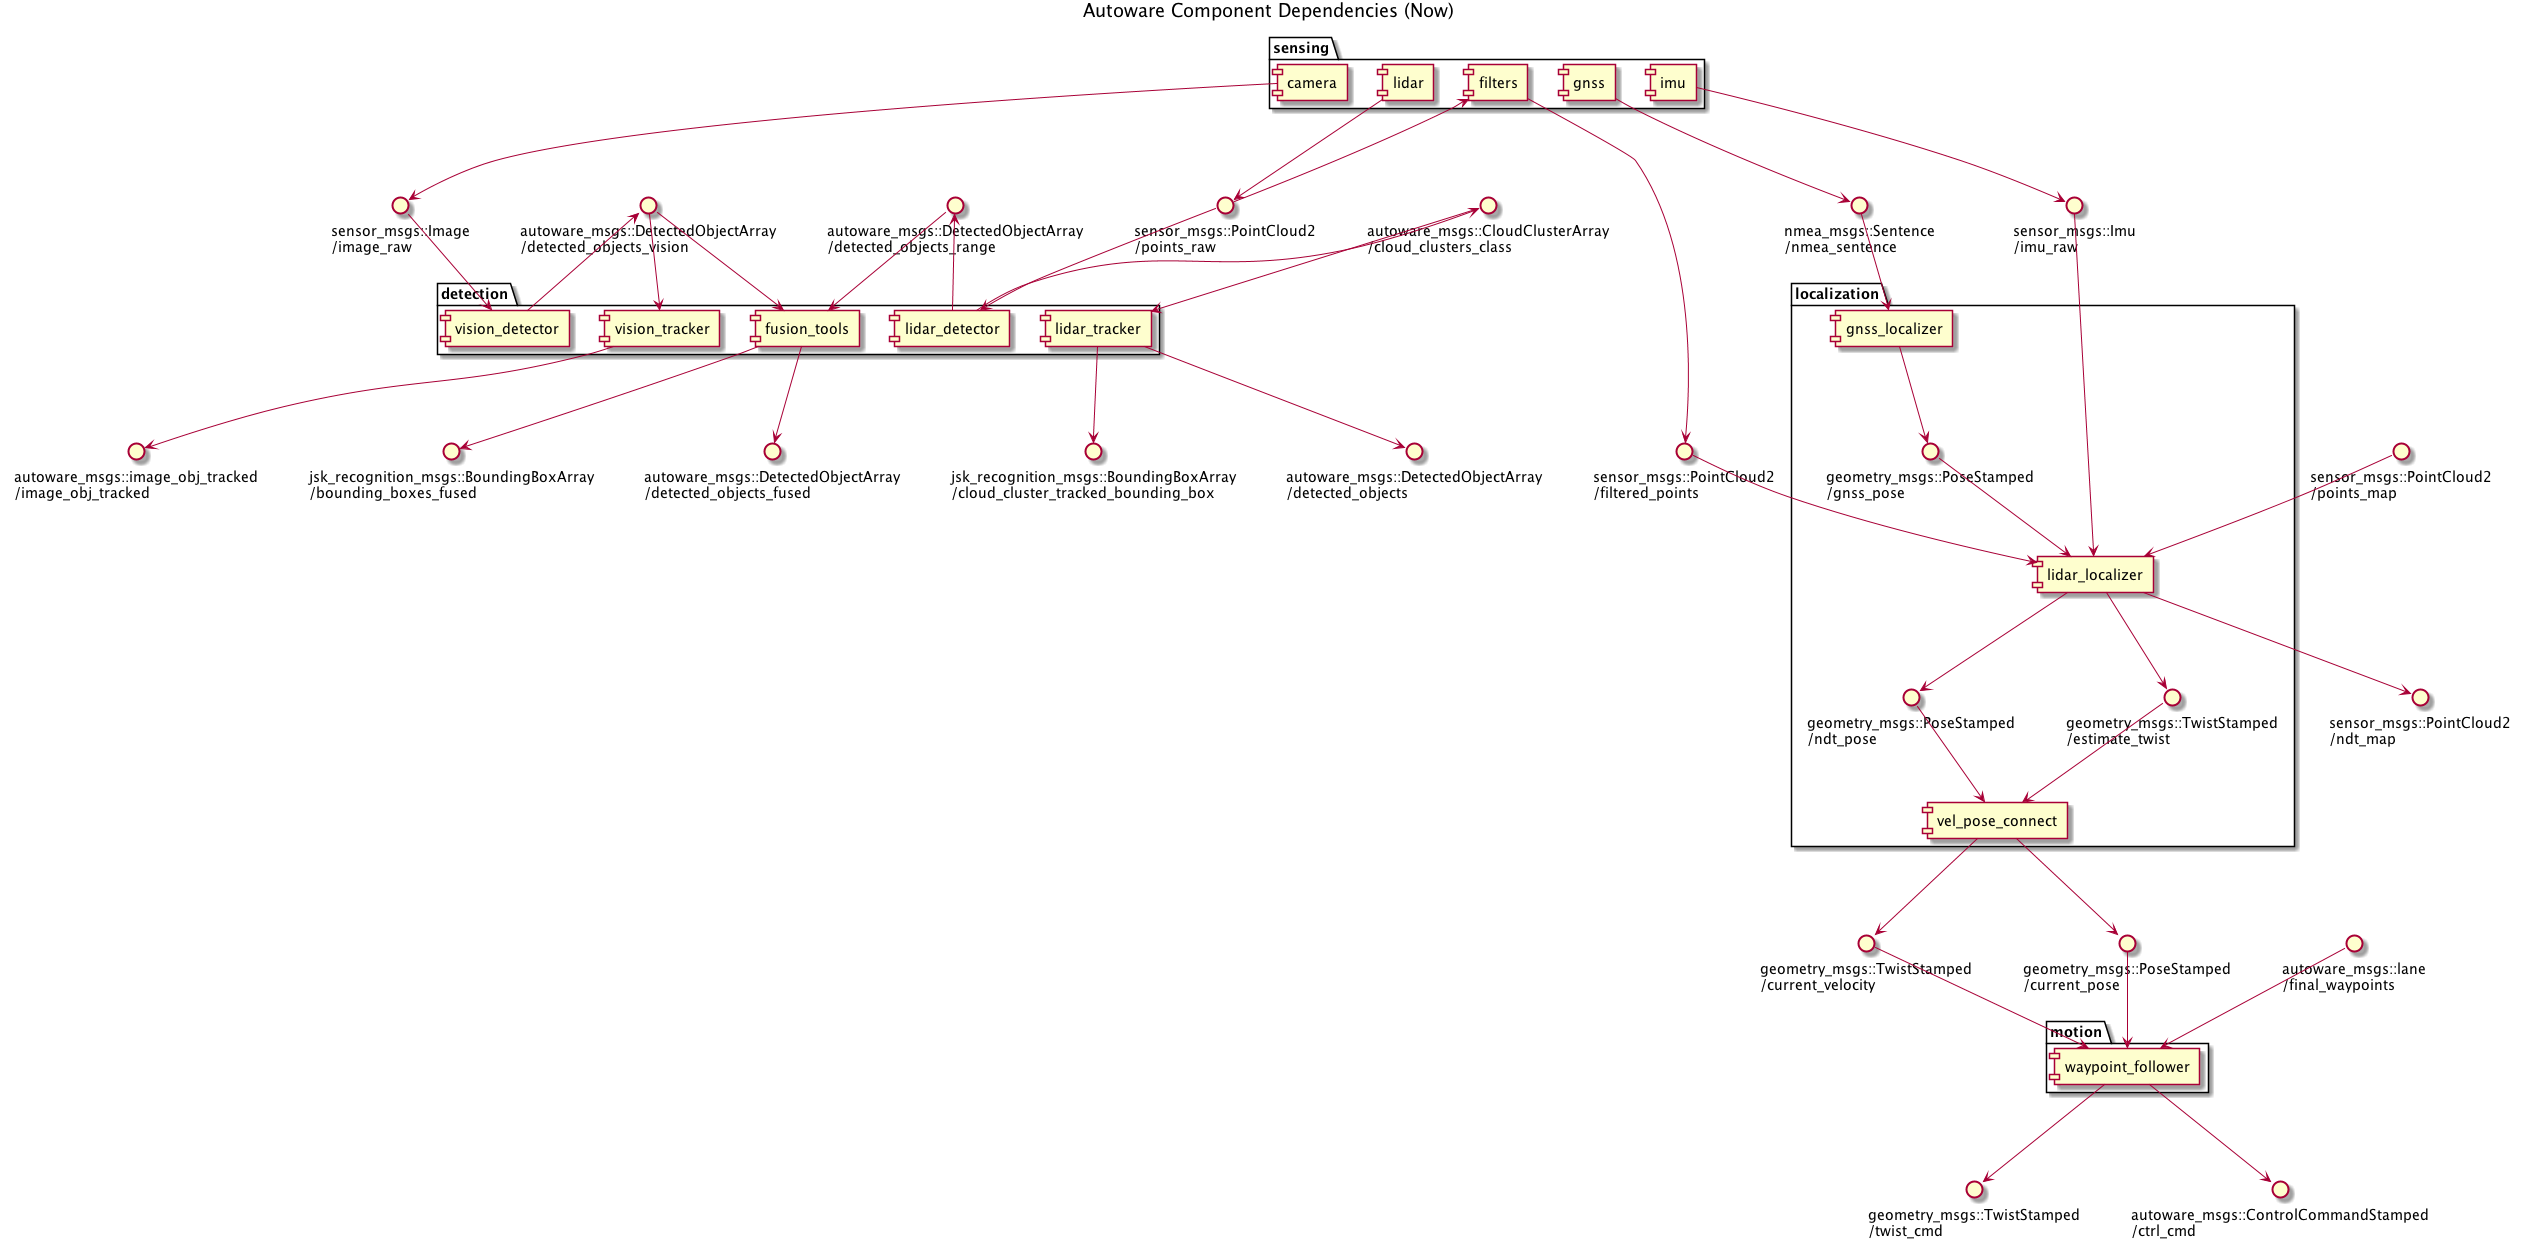 Autoware Component Dependencies (Now)
sensing
camera
lidar
filters
gnss
imu
sensor_msgs::Image
/image_raw
autoware_msgs::DetectedObjectArray
/detected_objects_vision
autoware_msgs::DetectedObjectArray
/detected_objects_range
sensor_msgs::PointCloud2
/points_raw
autoware_msgs::CloudClusterArray
/cloud_clusters_class
nmea_msgs::Sentence
/nmea_sentence
sensor_msgs::Imu
/imu_raw
detection
vision_detector
vision_tracker
fusion_tools
lidar_detector
lidar_tracker
localization
gnss_localizer
autoware_msgs::image_obj_tracked
/image_obj_tracked
jsk_recognition_msgs::BoundingBoxArray
/bounding_boxes_fused
autoware_msgs::DetectedObjectArray
/detected_objects_fused
jsk_recognition_msgs::BoundingBoxArray
/cloud_cluster_tracked_bounding_box
autoware_msgs::DetectedObjectArray
/detected_objects
sensor_msgs::PointCloud2
/filtered_points
geometry_msgs::PoseStamped
/gnss_pose
sensor_msgs::PointCloud2
/points_map
lidar_localizer
geometry_msgs::PoseStamped
/ndt_pose
geometry_msgs::TwistStamped
/estimate_twist
sensor_msgs::PointCloud2
/ndt_map
vel_pose_connect
geometry_msgs::TwistStamped
/current_velocity
geometry_msgs::PoseStamped
/current_pose
autoware_msgs::lane
/final_waypoints
motion
waypoint_follower
geometry_msgs::TwistStamped
/twist_cmd
autoware_msgs::ControlCommandStamped
/ctrl_cmd